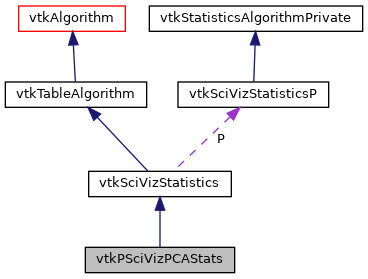 vtkAlgorithm
vtkStatisticsAlgorithmPrivate
vtkTableAlgorithm
vtkSciVizStatisticsP
P
vtkSciVizStatistics
vtkPSciVizPCAStats